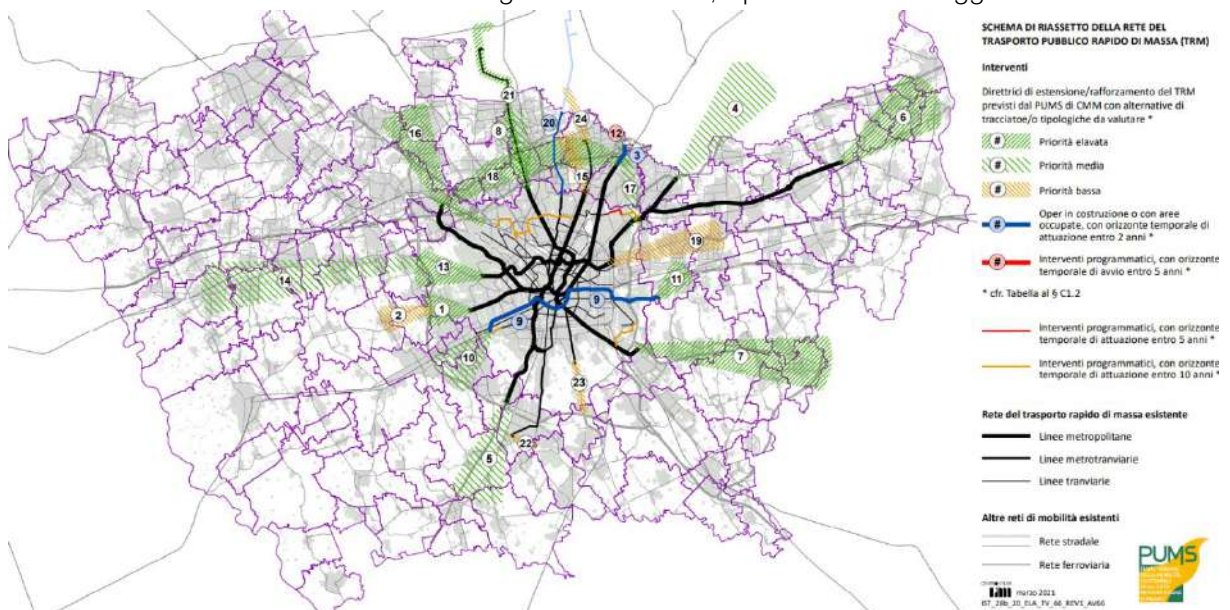 SCHEMA DI RIASSETTO DELLA RETE DEL
TRASPORTO PUBBLICO RAPIDO DI MASSA (TRM)
Interventi
Direttrici di estensione/rafforzamento del TRM
previsti dal PUMS di CMM con alternative di
tracciatoe/o tipologiche da valutare *
# Priorità elavata
# Priorità media
# Priorità bassa
# Oper in costruzione o con aree
occupate, con orizzonte temporale di
attuazione entro 2 anni *
# Interventi programmati, con orizzonte
temporale di avvio entro 5 anni *
* cfr. Tabella al § C1.2
Interventi programmatici, con orizzonte
temporale di attuazione entro 5 anni *
Interventi programmatici, con orizzonte
temporale di attuazione entro 10 anni *
Rete del trasporto rapido di massa esistente
Linee metropolitane
Linee metrotranviarie
Linee tranviarie
Altre reti di mobilità esistenti
Rete stradale
Rete ferroviaria
marzo 2021
PUMS
21
8
20
24
12
3
4
6
16
18
15
17
19
14
13
11
2
1
9
9
10
7
23
22
5